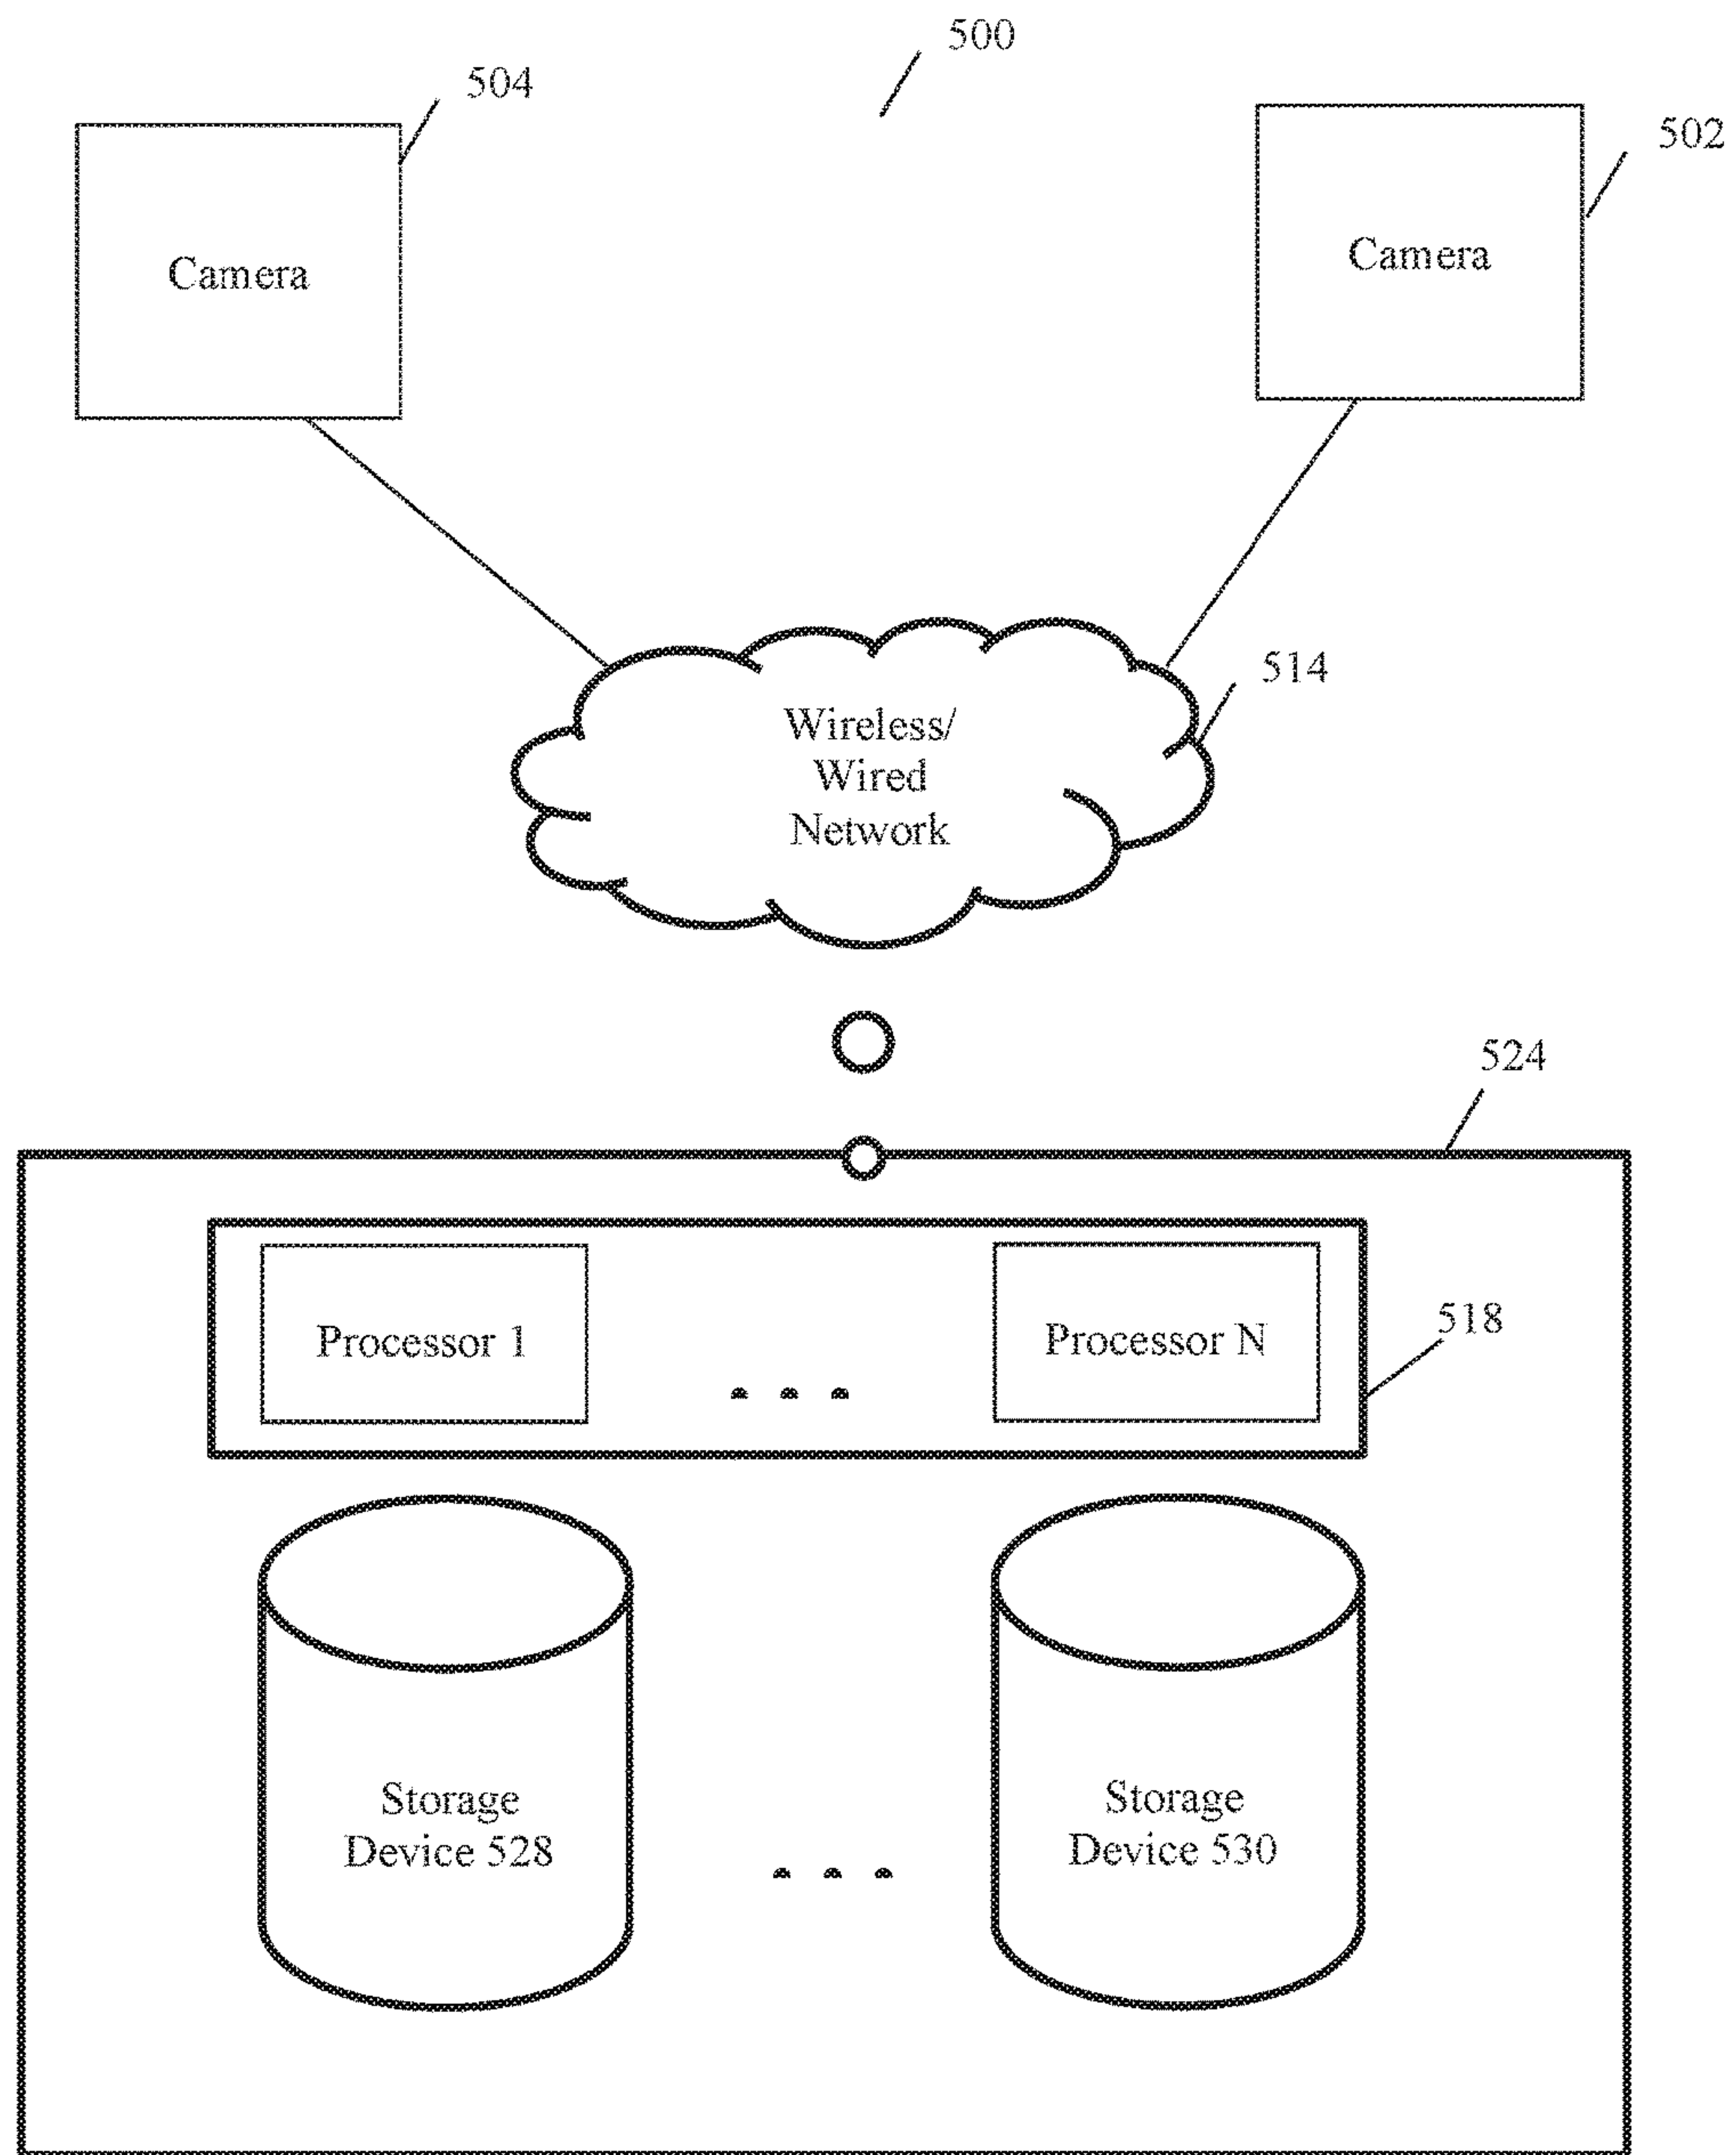 500
504
502
Camera
Camera
514
Wireless/
Wired
Network
524
518
Processor 1
Processor N
Storage
Device 528
Storage
Device 530